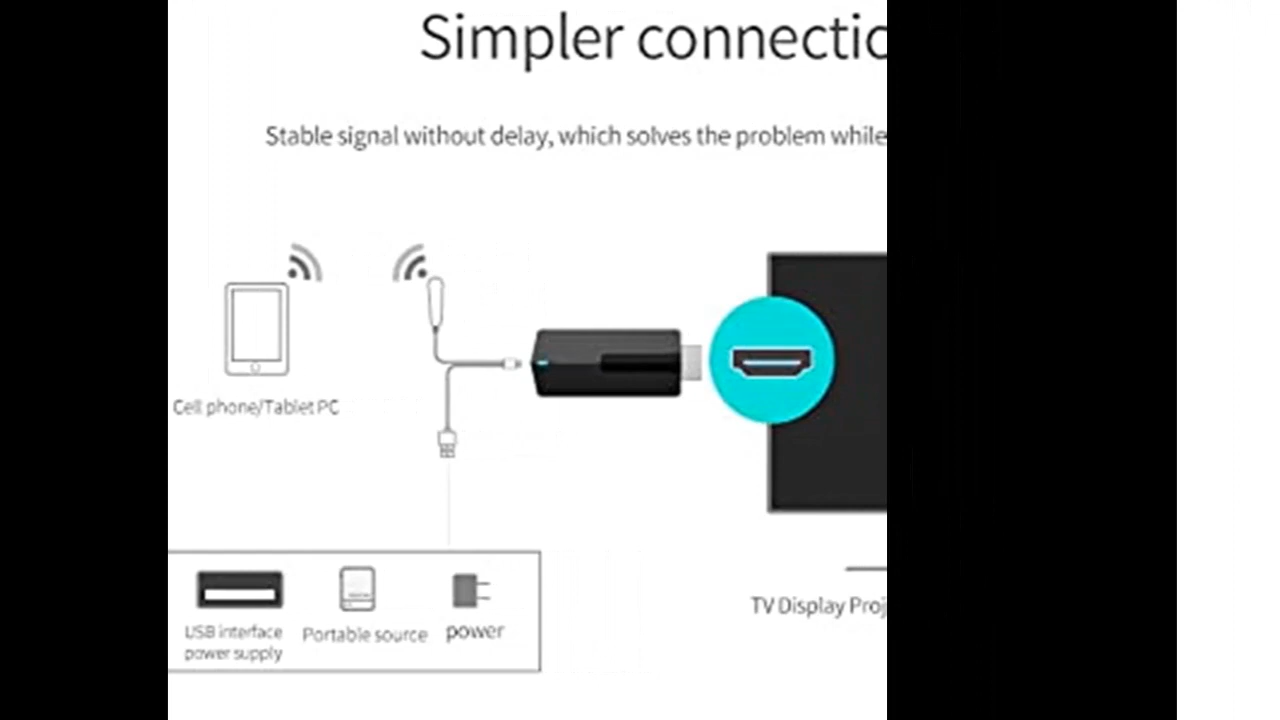 Simpler connectio
Stable signal without delay, which solves the problem while
Cell phone/Tablet PC
USB interface
power supply
Portable source
power
TV Display Proj